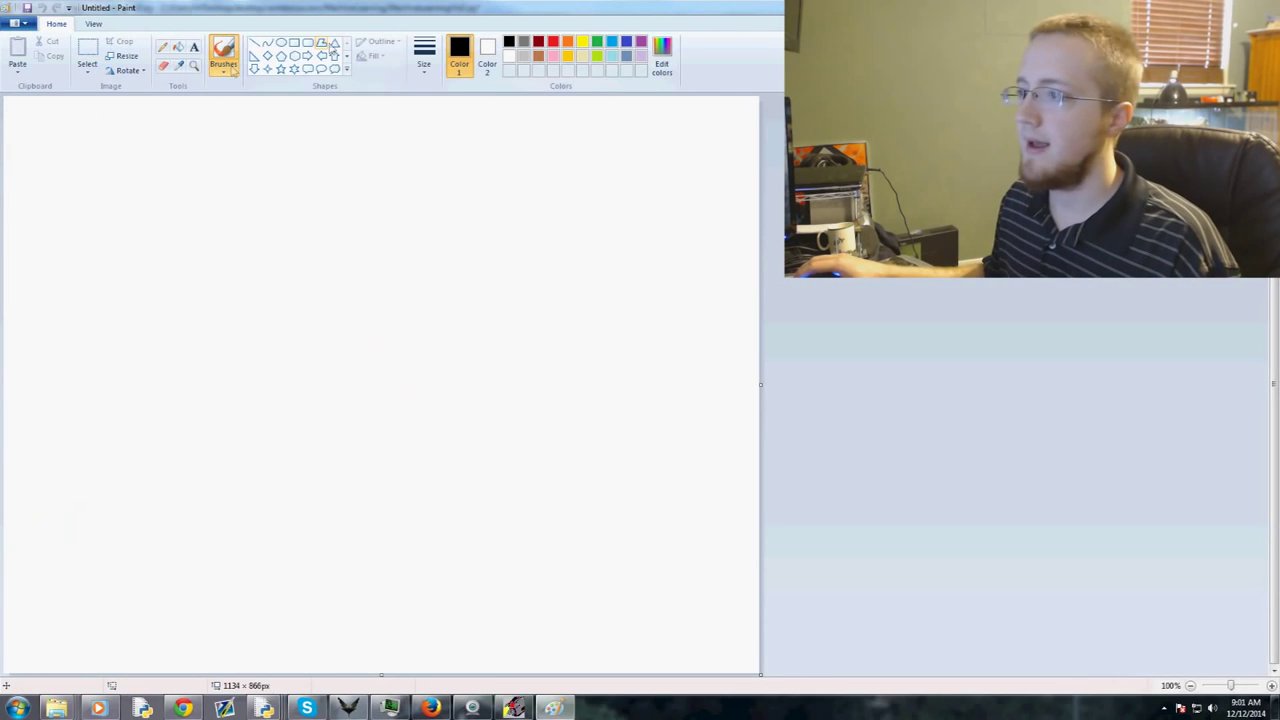 Untitled - Paint
Home View
Paste
Cut
Copy
Clipboard
Select
Crop
Resize
Rotate
Image
A
Tools
Brushes
Outline
Fill
Shapes
Size
Color 1
Color 2
Edit colors
Colors
1134 × 866px
100%
9:01 AM
12/12/2014